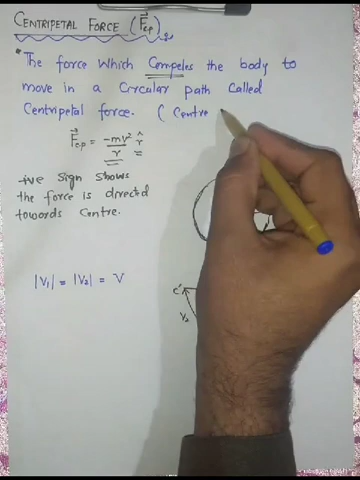 CENTRIPETAL FORCE (F⃗cp)
• The force which Compeles the body to
move in a Circular path called
Centripetal force. ( Centre
F⃗cp = -mv²/r r̂
-ive sign shows
the force is directed
towards Centre.
|V₁| = |V₂| = V
C'
V₂